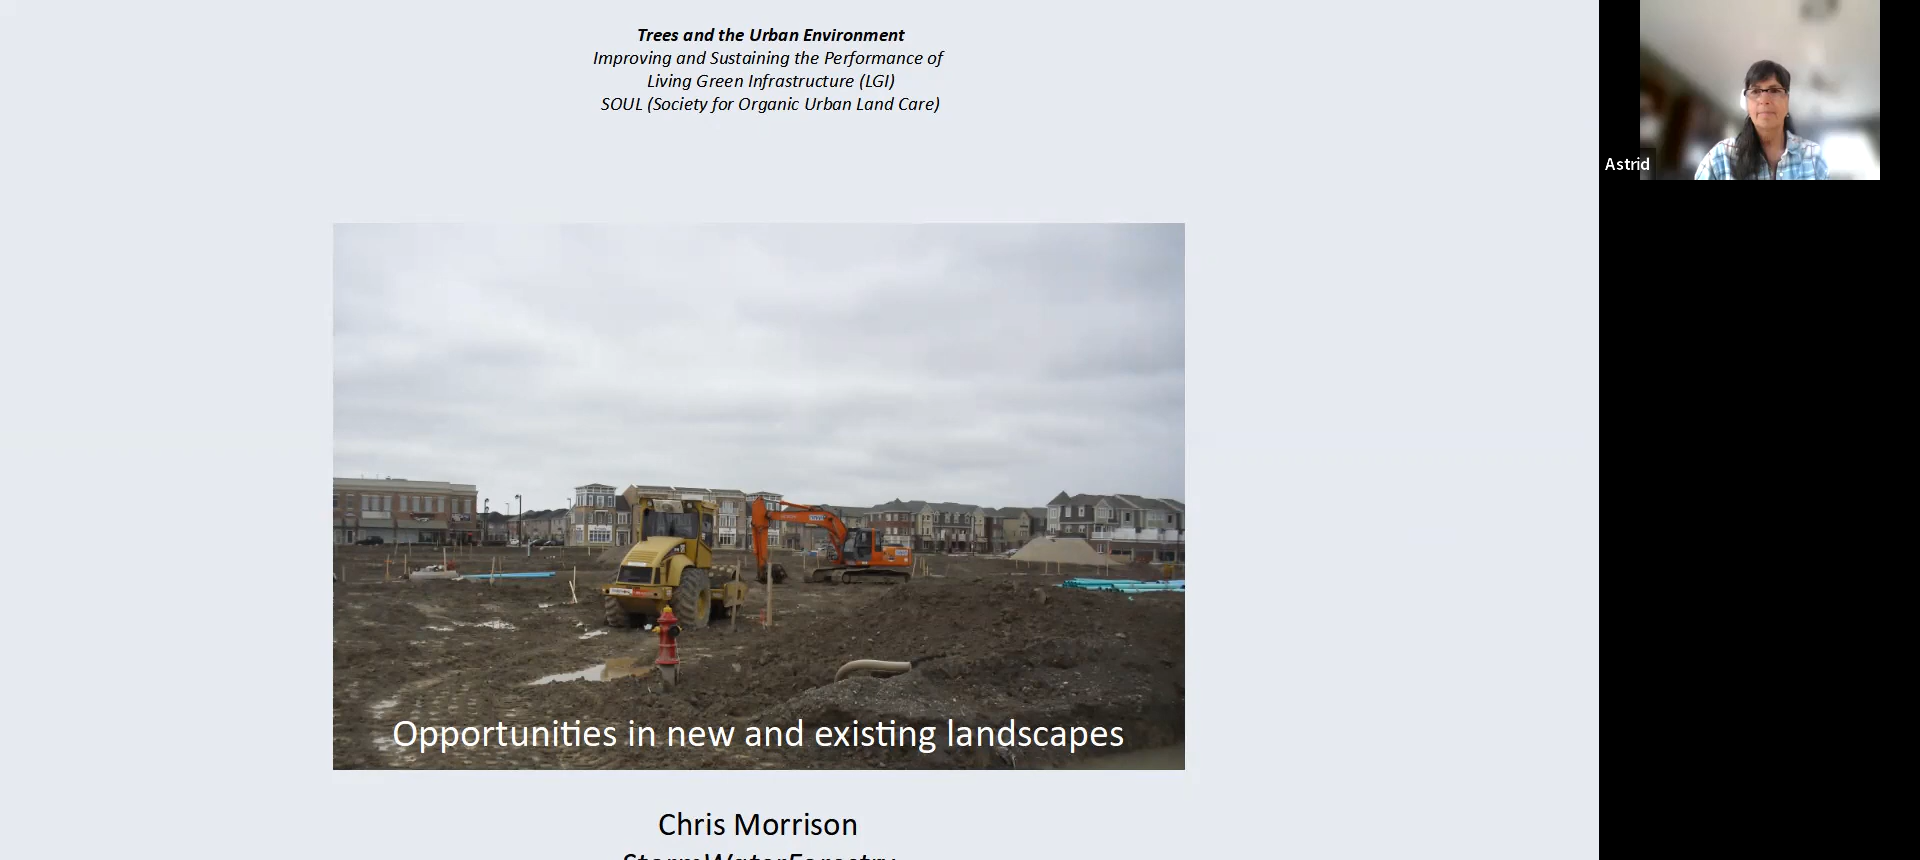 Trees and the Urban Environment
Improving and Sustaining the Performance of
Living Green Infrastructure (LGI)
SOUL (Society for Organic Urban Land Care)
Astrid
Opportunities in new and existing landscapes
Chris Morrison
StormWaterForestry